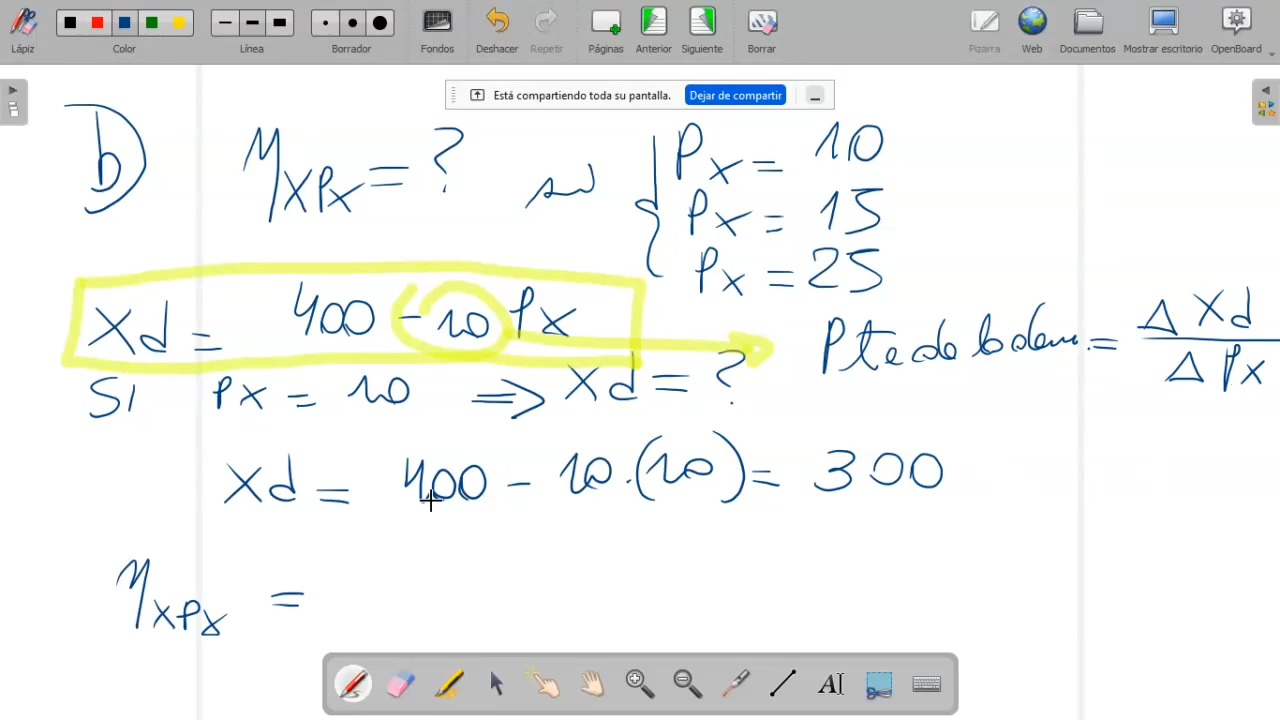 Lápiz Color Línea Borrador Fondos Deshacer Repetir Páginas Anterior Siguiente Borrar Pizarra Web Documentos Mostrar escritorio OpenBoard
Está compartiendo toda su pantalla. Dejar de compartir
b) ηXPx = ? si { Px = 10
Px = 15
Px = 25
Xd = 400 - 10 Px
Pte de la dem. = ΔXd / ΔPx
Si Px = 10 ⇒ Xd = ?
Xd = 400 - 10 · (10) = 300
ηXPx =